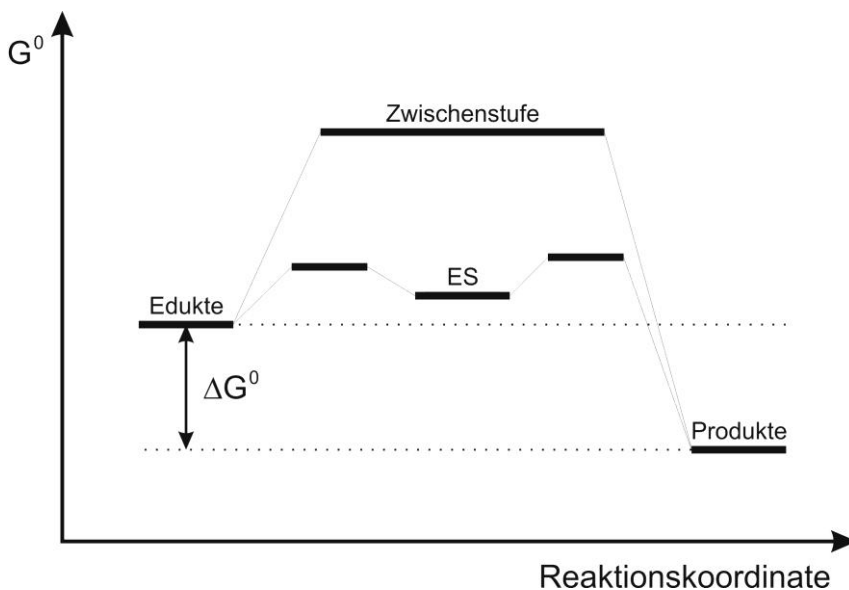 G⁰
Zwischenstufe
ES
Edukte
ΔG⁰
Produkte
Reaktionskoordinate